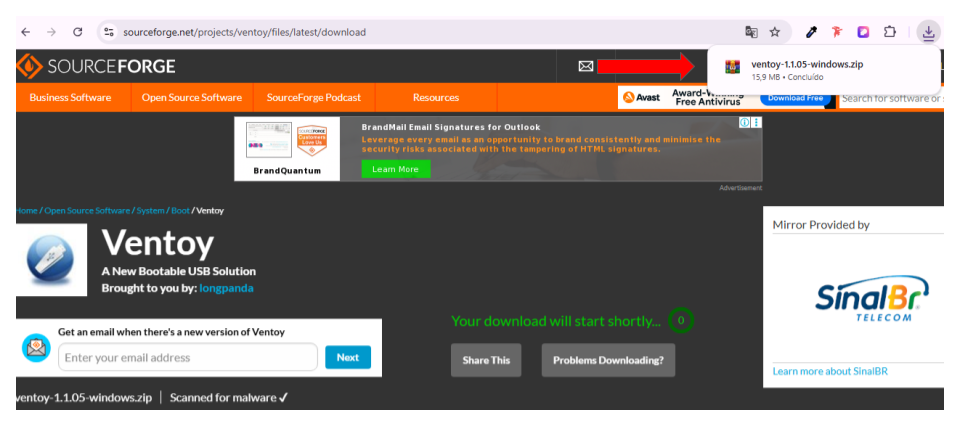 sourceforge.net/projects/ventoy/files/latest/download
ventoy-1.1.05-windows.zip
15,9 MB • Concluído
SOURCEFORGE
Business Software
Open Source Software
SourceForge Podcast
Resources
Avast
Award-Winning
Free Antivirus
Download Free
Search for software or
BrandMail Email Signatures for Outlook
Leverage every email as an opportunity to brand consistently and minimise the
security risks associated with the tampering of HTML signatures.
Customers
Love Us
BrandQuantum
Learn More
Advertisement
Home / Open Source Software / System / Boot / Ventoy
Ventoy
A New Bootable USB Solution
Brought to you by: longpanda
Mirror Provided by
SinalBr
TELECOM
Learn more about SinalBR
Your download will start shortly... 0
Get an email when there's a new version of Ventoy
Enter your email address
Next
Share This
Problems Downloading?
ventoy-1.1.05-windows.zip | Scanned for malware ✓